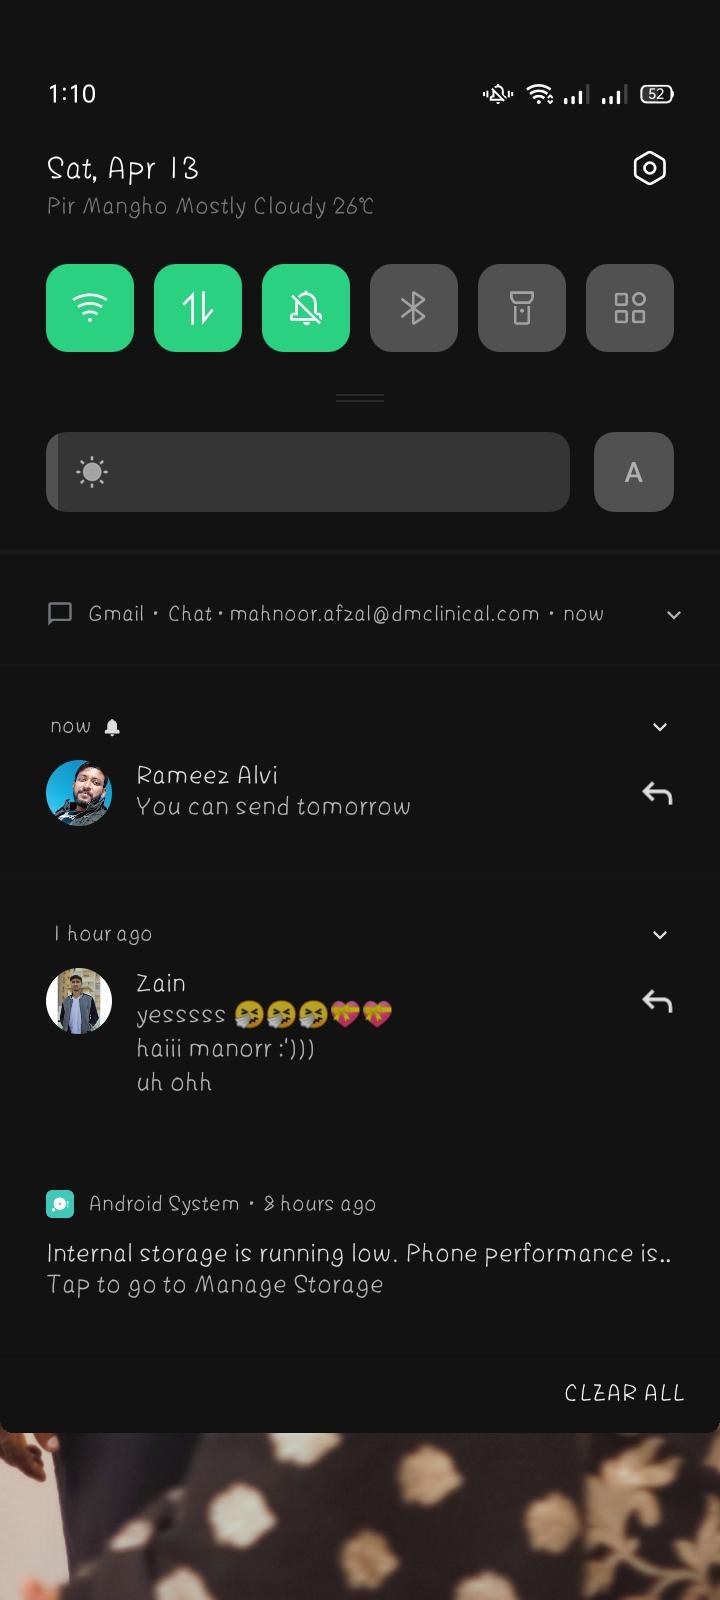 1:10
52
Sat, Apr 13
Pir Mangho Mostly Cloudy 26°C
A
Gmail • Chat • mahnoor.afzal@dmclinical.com • now
now
Rameez Alvi
You can send tomorrow
1 hour ago
Zain
yesssss 🤧🤧🤧💝💝
haiii manorr :')))
uh ohh
Android System • 8 hours ago
Internal storage is running low. Phone performance is..
Tap to go to Manage Storage
CLEAR ALL